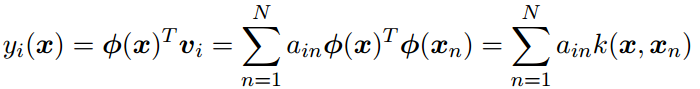 $y_i(\boldsymbol{x}) = \boldsymbol{\phi}(\boldsymbol{x})^T \boldsymbol{v}_i = \sum_{n=1}^{N} a_{in} \boldsymbol{\phi}(\boldsymbol{x})^T \boldsymbol{\phi}(\boldsymbol{x}_n) = \sum_{n=1}^{N} a_{in} k(\boldsymbol{x}, \boldsymbol{x}_n)$